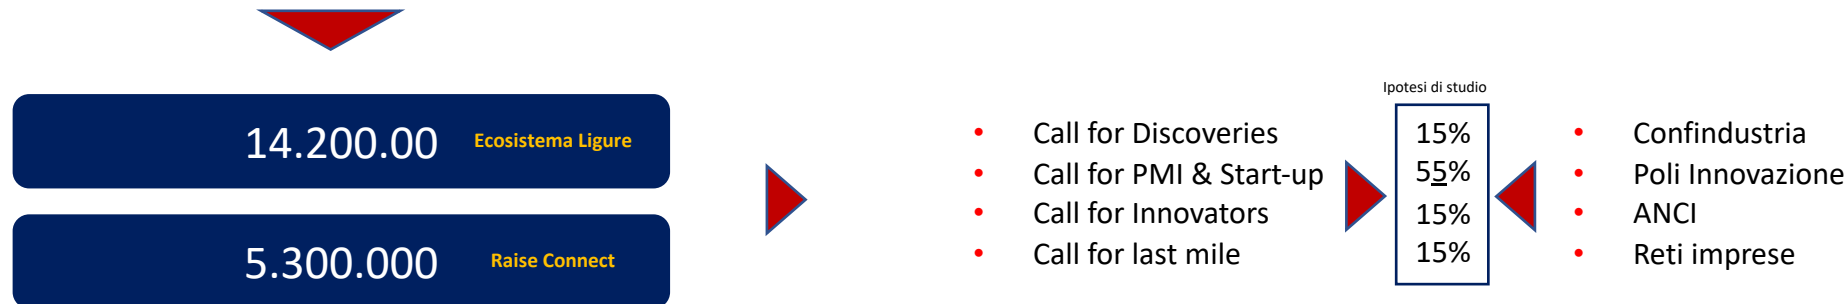 14.200.00 Ecosistema Ligure
5.300.000 Raise Connect
• Call for Discoveries
• Call for PMI & Start-up
• Call for Innovators
• Call for last mile
Ipotesi di studio
15%
55%
15%
15%
• Confindustria
• Poli Innovazione
• ANCI
• Reti imprese